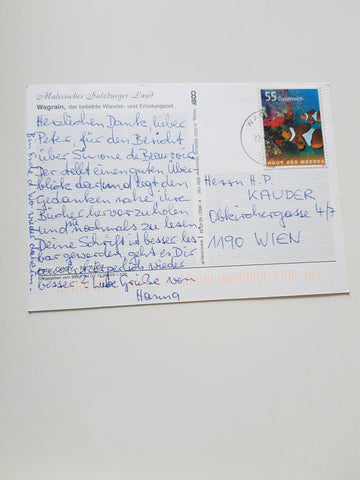 Malerisches Salzburger Land
Wagrain, der beliebte Wander- und Erholungsort.
Herzlichen Dank, lieber
Peter, für den Bericht
über Simone de Beauvoir.
Der stellt einen guten Über-
blick dar und legt den
Gedanken nahe ihre
Bücher hervorzuholen
und nochmals zu lesen.
Deine Schrift ist besser les-
bar geworden, geht es Dir
auch körperlich wieder
besser? Liebe Grüße von
Hanna
55 Österreich
HAUS DES MEERES
Herrn H.P.
KAUDER
Obkirchergasse 4/7
1190 WIEN